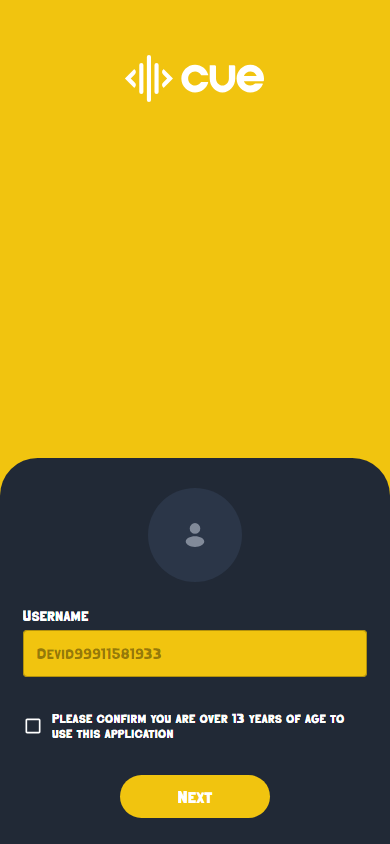 cue
Username
Devid99911581933
Please confirm you are over 13 years of age to
use this application
Next